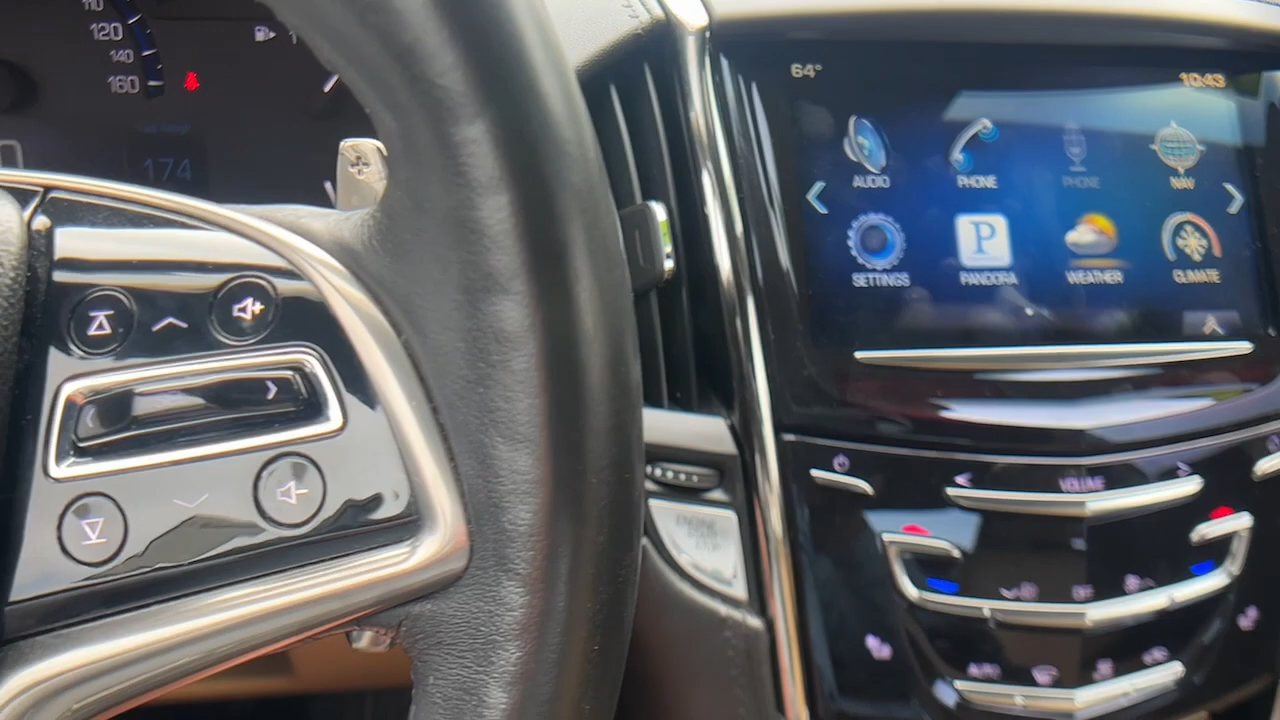 110
120
140
160
174
64°
10:43
AUDIO
PHONE
PHONE
NAV
SETTINGS
P
PANDORA
WEATHER
CLIMATE
VOLUME